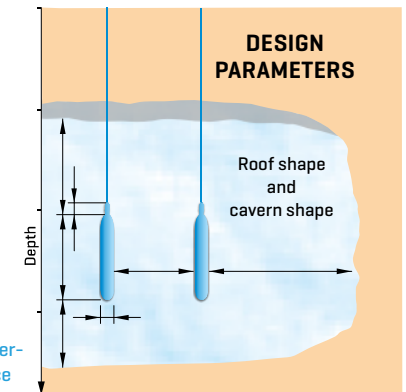 DESIGN
PARAMETERS
Roof shape
and
cavern shape
Depth